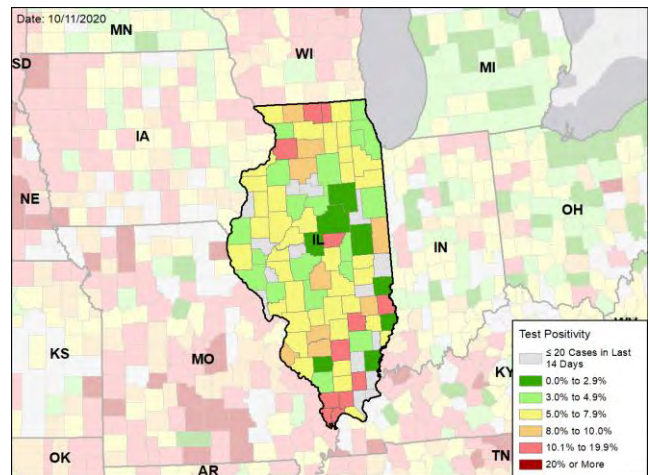 Date: 10/11/2020
MN
SD
WI
MI
IA
NE
IL
IN
OH
KS
MO
WV
KY
OK
AR
TN
Test Positivity
≤ 20 Cases in Last
14 Days
0.0% to 2.9%
3.0% to 4.9%
5.0% to 7.9%
8.0% to 10.0%
10.1% to 19.9%
20% or More